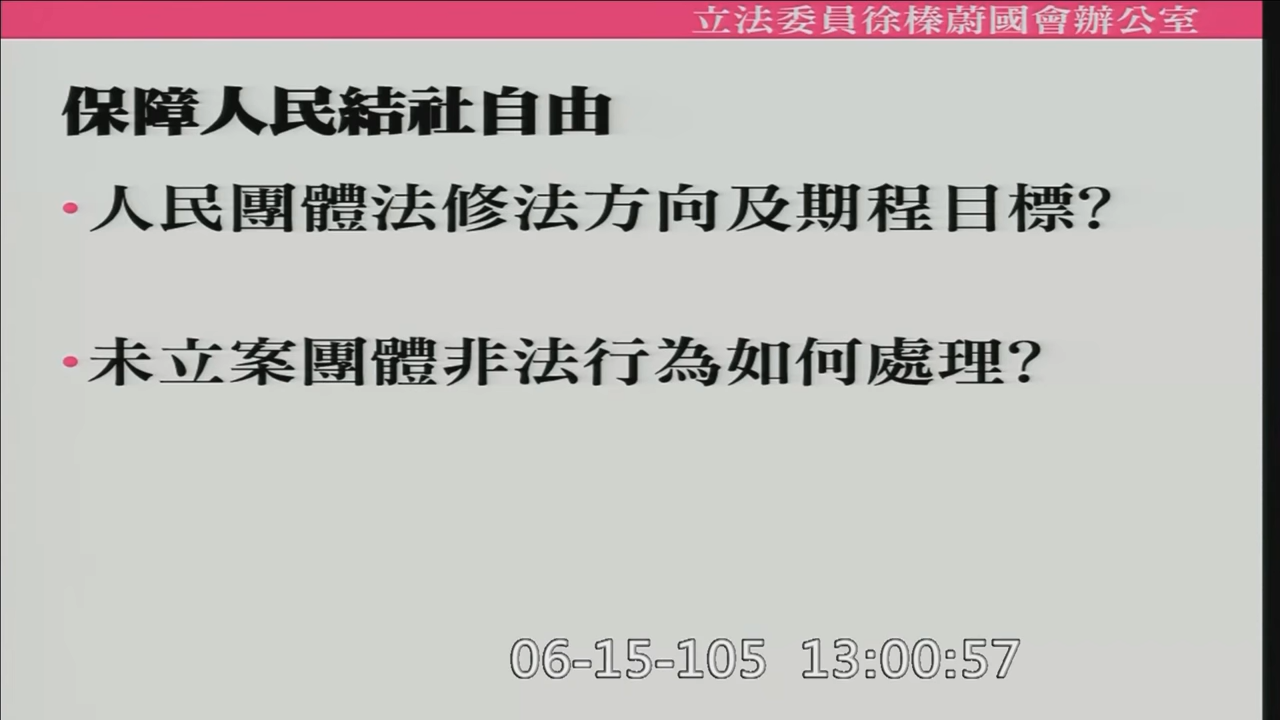 立法委員徐榛蔚國會辦公室
保障人民結社自由
•人民團體法修法方向及期程目標?
•未立案團體非法行為如何處理?
06-15-105 13:00:57